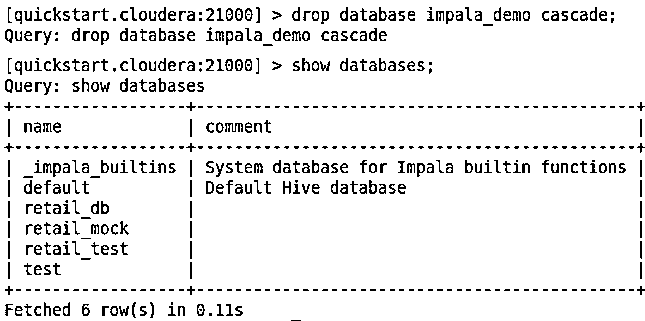 [quickstart.cloudera:21000] > drop database impala_demo cascade;
Query: drop database impala_demo cascade
[quickstart.cloudera:21000] > show databases;
Query: show databases
+------------------+----------------------------------------------+
| name             | comment                                      |
+------------------+----------------------------------------------+
| _impala_builtins | System database for Impala builtin functions |
| default          | Default Hive database                        |
| retail_db        |                                              |
| retail_mock      |                                              |
| retail_test      |                                              |
| test             |                                              |
+------------------+----------------------------------------------+
Fetched 6 row(s) in 0.11s